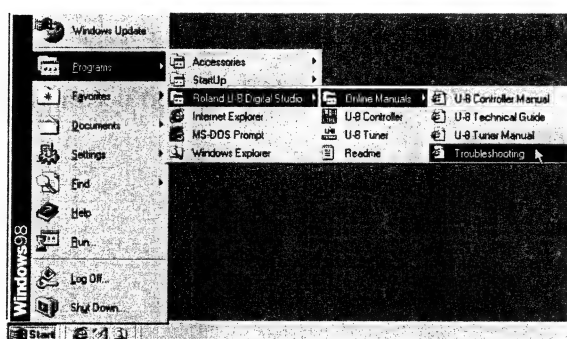 Windows Update
Programs
Favorites
Documents
Settings
Find
Help
Run...
Log Off...
Shut Down...
Windows98
Start
Accessories
StartUp
Roland U-8 Digital Studio
Internet Explorer
MS-DOS Prompt
Windows Explorer
Online Manuals
U-8 Controller
U-8 Tuner
Readme
U-8 Controller Manual
U-8 Technical Guide
U-8 Tuner Manual
Troubleshooting